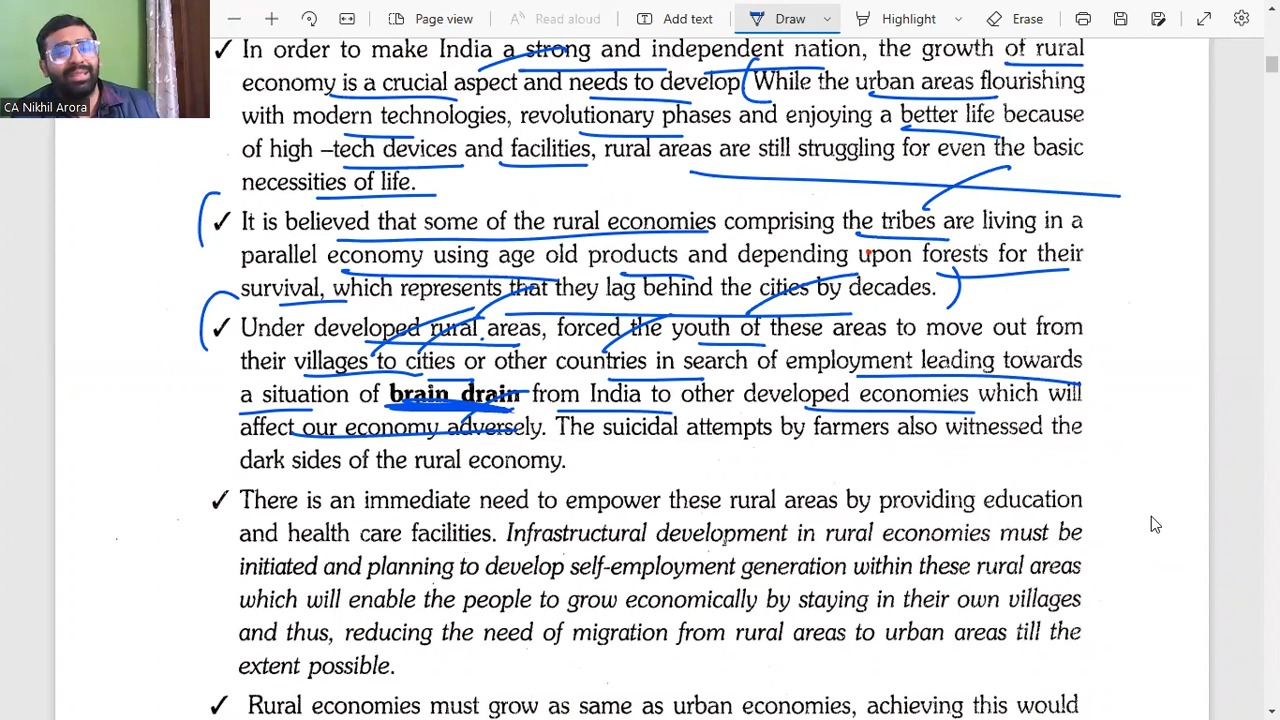 Page view
Read aloud
Add text
Draw
Highlight
Erase
CA Nikhil Arora
✓ In order to make India a strong and independent nation, the growth of rural
economy is a crucial aspect and needs to develop. While the urban areas flourishing
with modern technologies, revolutionary phases and enjoying a better life because
of high –tech devices and facilities, rural areas are still struggling for even the basic
necessities of life.
✓ It is believed that some of the rural economies comprising the tribes are living in a
parallel economy using age old products and depending upon forests for their
survival, which represents that they lag behind the cities by decades.
✓ Under developed rural areas, forced the youth of these areas to move out from
their villages to cities or other countries in search of employment leading towards
a situation of brain drain from India to other developed economies which will
affect our economy adversely. The suicidal attempts by farmers also witnessed the
dark sides of the rural economy.
✓ There is an immediate need to empower these rural areas by providing education
and health care facilities. Infrastructural development in rural economies must be
initiated and planning to develop self-employment generation within these rural areas
which will enable the people to grow economically by staying in their own villages
and thus, reducing the need of migration from rural areas to urban areas till the
extent possible.
✓ Rural economies must grow as same as urban economies, achieving this would